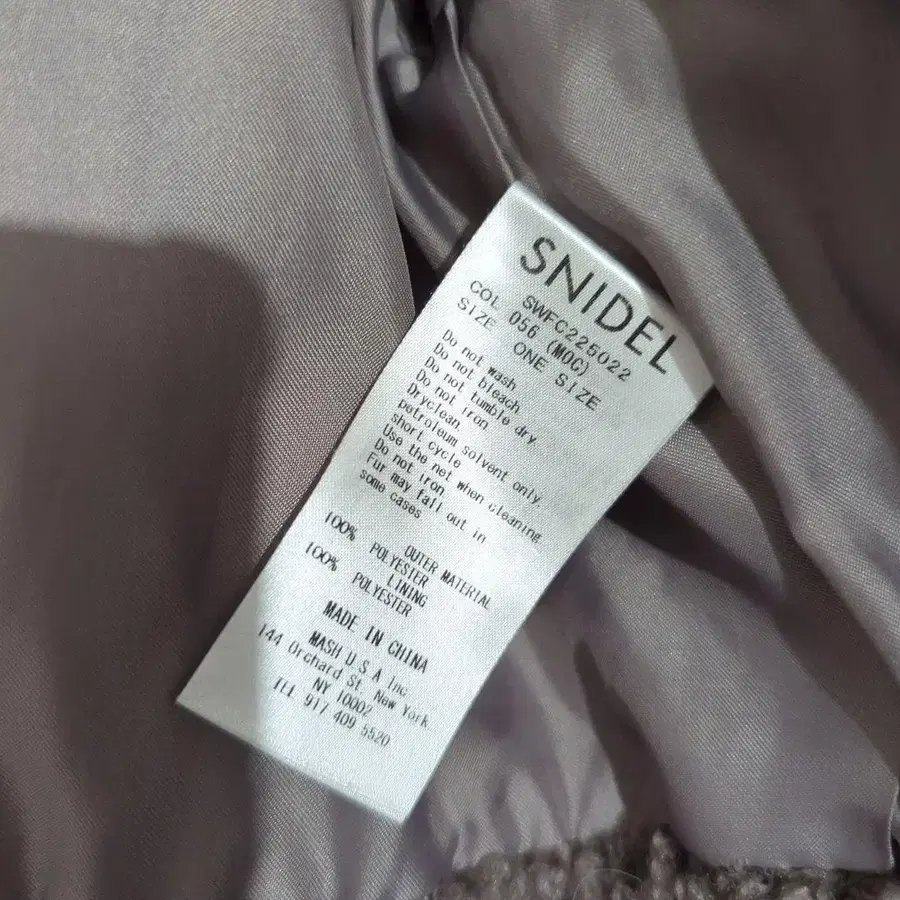 SNIDEL
SWFC225022
COL 056 (MOC)
SIZE ONE SIZE
Do not wash
Do not bleach
Do not tumble dry.
Do not iron
Dryclean.
petroleum solvent only.
short cycle
Use the net when cleaning.
Do not iron.
Fur may fall out in
some cases
OUTER MATERIAL
100% POLYESTER
LINING
100% POLYESTER
MADE IN CHINA
MASH U S A Inc
144 Orchard St. New York
NY 10002
TEL 917 409 5520